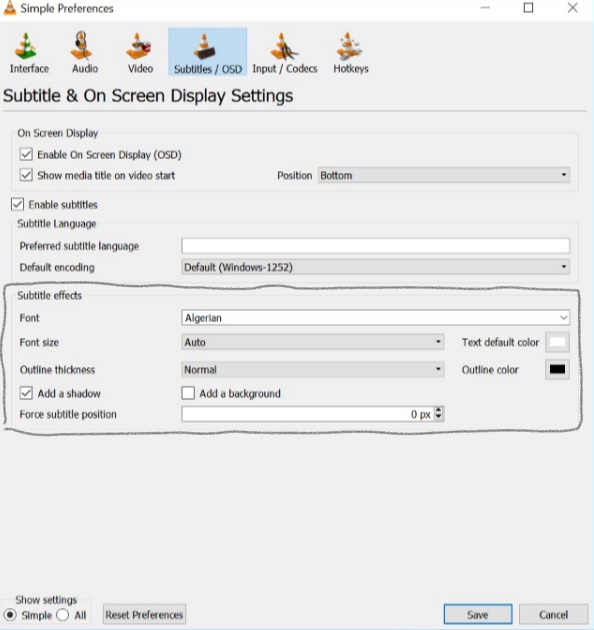 Simple Preferences
Interface Audio Video Subtitles / OSD Input / Codecs Hotkeys
Subtitle & On Screen Display Settings
On Screen Display
Enable On Screen Display (OSD)
Show media title on video start Position Bottom
Enable subtitles
Subtitle Language
Preferred subtitle language
Default encoding Default (Windows-1252)
Subtitle effects
Font Algerian
Font size Auto Text default color
Outline thickness Normal Outline color
Add a shadow Add a background
Force subtitle position 0 px
Show settings
Simple All Reset Preferences Save Cancel